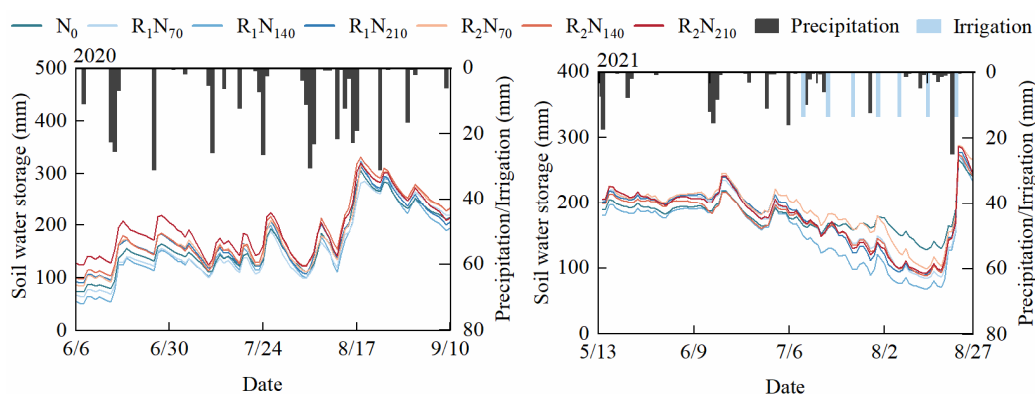 N₀ R₁N₇₀ R₁N₁₄₀ R₁N₂₁₀ R₂N₇₀ R₂N₁₄₀ R₂N₂₁₀ Precipitation Irrigation
2020
500
400
300
200
100
0
Soil water storage (mm)
0
20
40
60
80
Precipitation/Irrigation (mm)
6/6 6/30 7/24 8/17 9/10
Date
2021
400
300
200
100
0
Soil water storage (mm)
0
20
40
60
80
Precipitation/Irrigation (mm)
5/13 6/9 7/6 8/2 8/27
Date